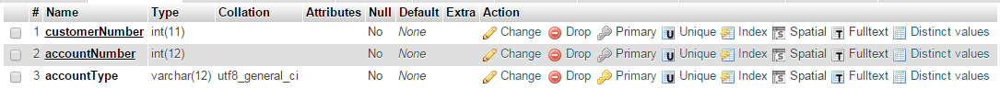 # Name Type Collation Attributes Null Default Extra Action
1 customerNumber int(11) No None Change Drop Primary Unique Index Spatial Fulltext Distinct values
2 accountNumber int(12) No None Change Drop Primary Unique Index Spatial Fulltext Distinct values
3 accountType varchar(12) utf8_general_ci No None Change Drop Primary Unique Index Spatial Fulltext Distinct values